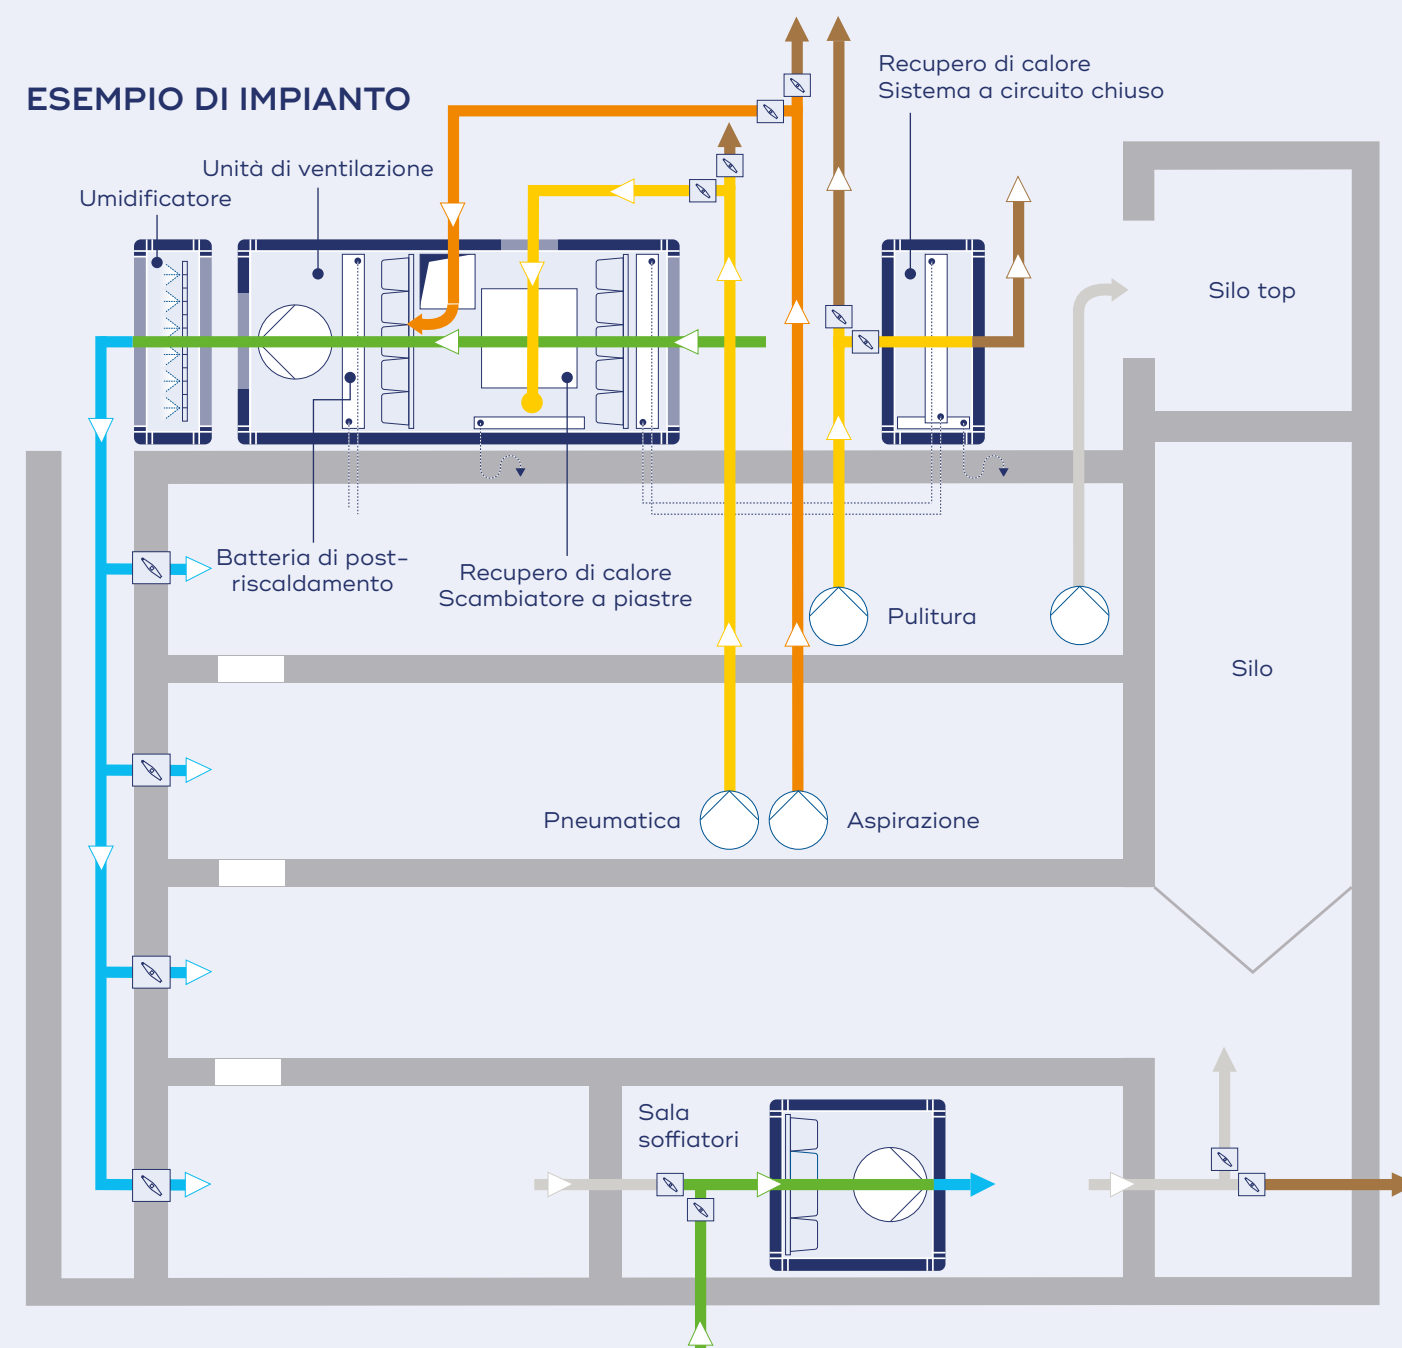 ESEMPIO DI IMPIANTO
Recupero di calore
Sistema a circuito chiuso
Unità di ventilazione
Umidificatore
Silo top
Batteria di post-
riscaldamento
Recupero di calore
Scambiatore a piastre
Pulitura
Silo
Pneumatica
Aspirazione
Sala
soffiatori